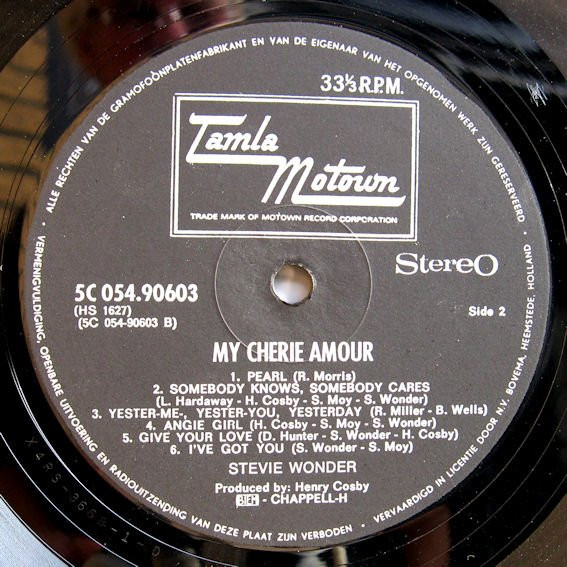 • ALLE RECHTEN VAN DE GRAMOFOONPLATENFABRIKANT EN VAN DE EIGENAAR VAN HET OPGENOMEN WERK ZIJN GERESERVEERD •
33⅓ R.P.M.
Tamla
Motown
TRADE MARK OF MOTOWN RECORD CORPORATION
StereO
5C 054.90603
(HS 1627)
(5C 054-90603 B)
Side 2
MY CHERIE AMOUR
1. PEARL (R. Morris)
2. SOMEBODY KNOWS, SOMEBODY CARES
(L. Hardaway - H. Cosby - S. Moy - S. Wonder)
3. YESTER-ME-, YESTER-YOU, YESTERDAY (R. Miller - B. Wells)
4. ANGIE GIRL (H. Cosby - S. Moy - S. Wonder)
5. GIVE YOUR LOVE (D. Hunter - S. Wonder - H. Cosby)
6. I'VE GOT YOU (S. Wonder - S. Moy)
STEVIE WONDER
Produced by: Henry Cosby
BIEM - CHAPPELL-H
VERMENIGVULDIGING, OPENBARE UITVOERING EN RADIOUITZENDING VAN DEZE PLAAT ZIJN VERBODEN •
VERVAARDIGD IN LICENTIE DOOR N.V. BOVEMA, HEEMSTEDE, HOLLAND •